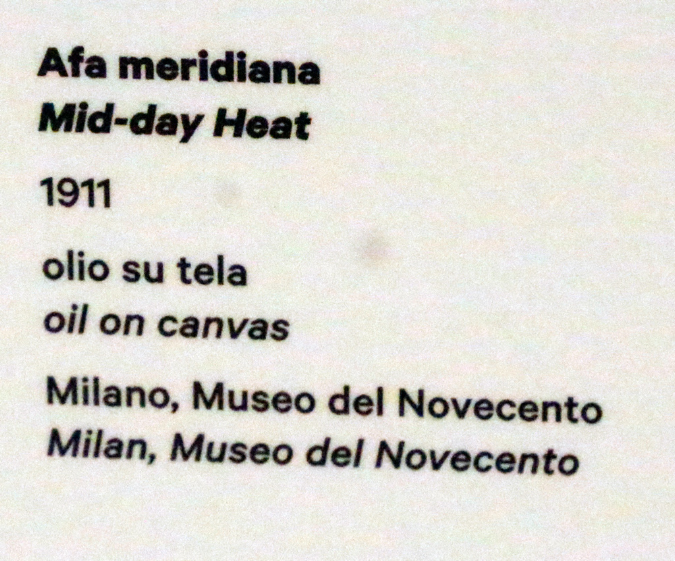 Afa meridiana
Mid-day Heat
1911
olio su tela
oil on canvas
Milano, Museo del Novecento
Milan, Museo del Novecento